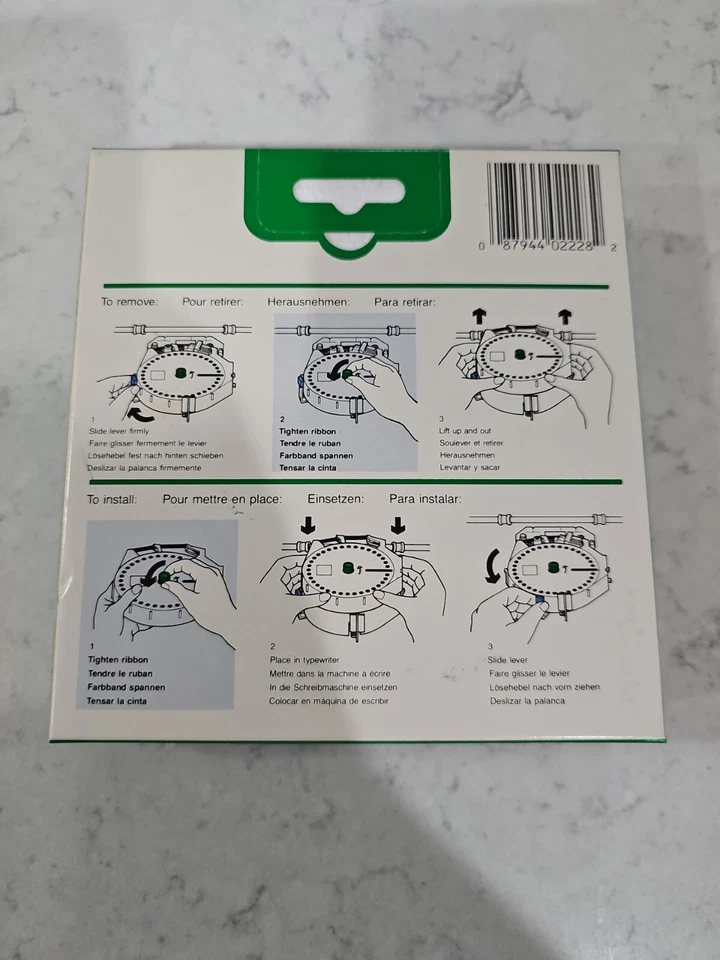 0 87944 02228 2
To remove: Pour retirer: Herausnehmen: Para retirar:
1
Slide lever firmly
Faire glisser fermement le levier
Lösehebel fest nach hinten schieben
Deslizar la palanca firmemente
2
Tighten ribbon
Tendre le ruban
Farbband spannen
Tensar la cinta
3
Lift up and out
Soulever et retirer
Herausnehmen
Levantar y sacar
To install: Pour mettre en place: Einsetzen: Para instalar:
1
Tighten ribbon
Tendre le ruban
Farbband spannen
Tensar la cinta
2
Place in typewriter
Mettre dans la machine à écrire
In die Schreibmaschine einsetzen
Colocar en máquina de escribir
3
Slide lever
Faire glisser le levier
Lösehebel nach vorn ziehen
Deslizar la palanca